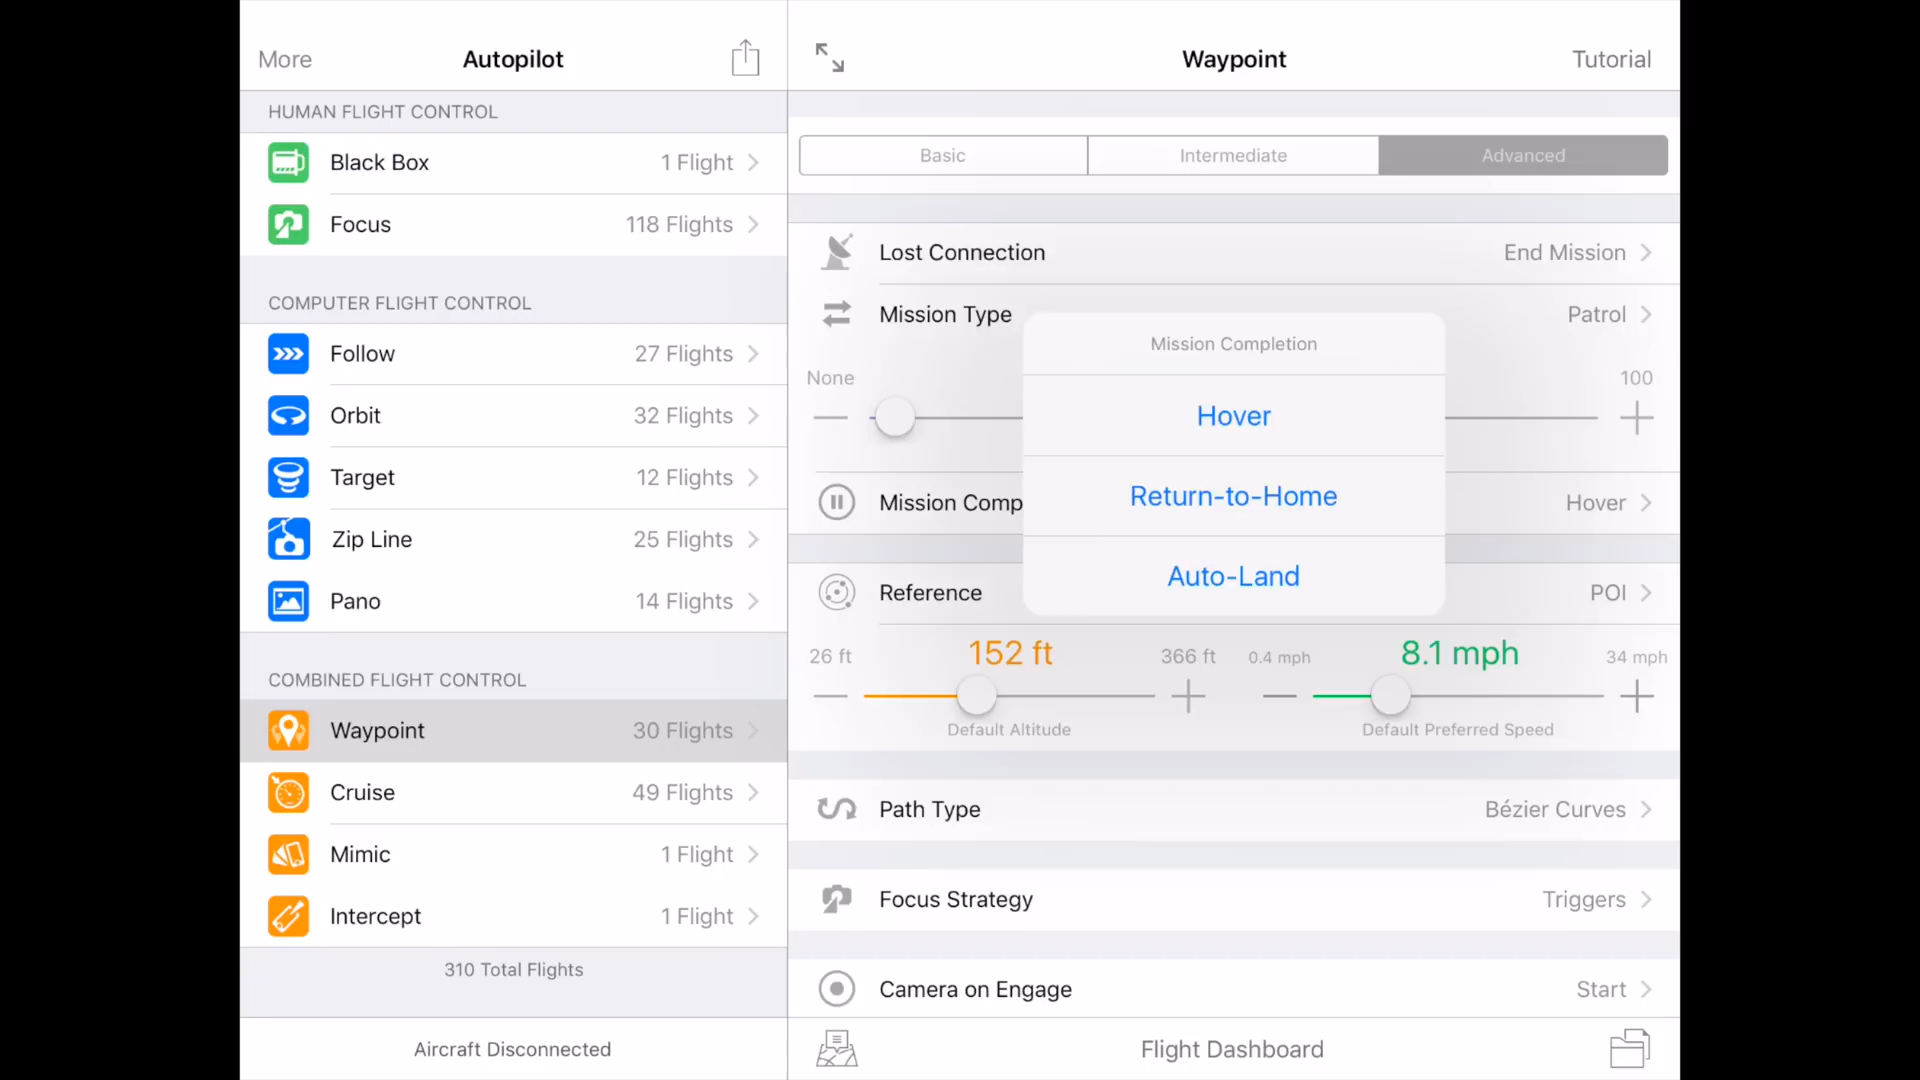 More
Autopilot
HUMAN FLIGHT CONTROL
Black Box
1 Flight
Focus
118 Flights
COMPUTER FLIGHT CONTROL
Follow
27 Flights
Orbit
32 Flights
Target
12 Flights
Zip Line
25 Flights
Pano
14 Flights
COMBINED FLIGHT CONTROL
Waypoint
30 Flights
Cruise
49 Flights
Mimic
1 Flight
Intercept
1 Flight
310 Total Flights
Aircraft Disconnected
Waypoint
Tutorial
Basic
Intermediate
Advanced
Lost Connection
End Mission
Mission Type
Patrol
None
100
Mission Comp
Hover
Mission Completion
Hover
Return-to-Home
Auto-Land
Reference
POI
26 ft
152 ft
366 ft
Default Altitude
0.4 mph
8.1 mph
34 mph
Default Preferred Speed
Path Type
Bézier Curves
Focus Strategy
Triggers
Camera on Engage
Start
Flight Dashboard